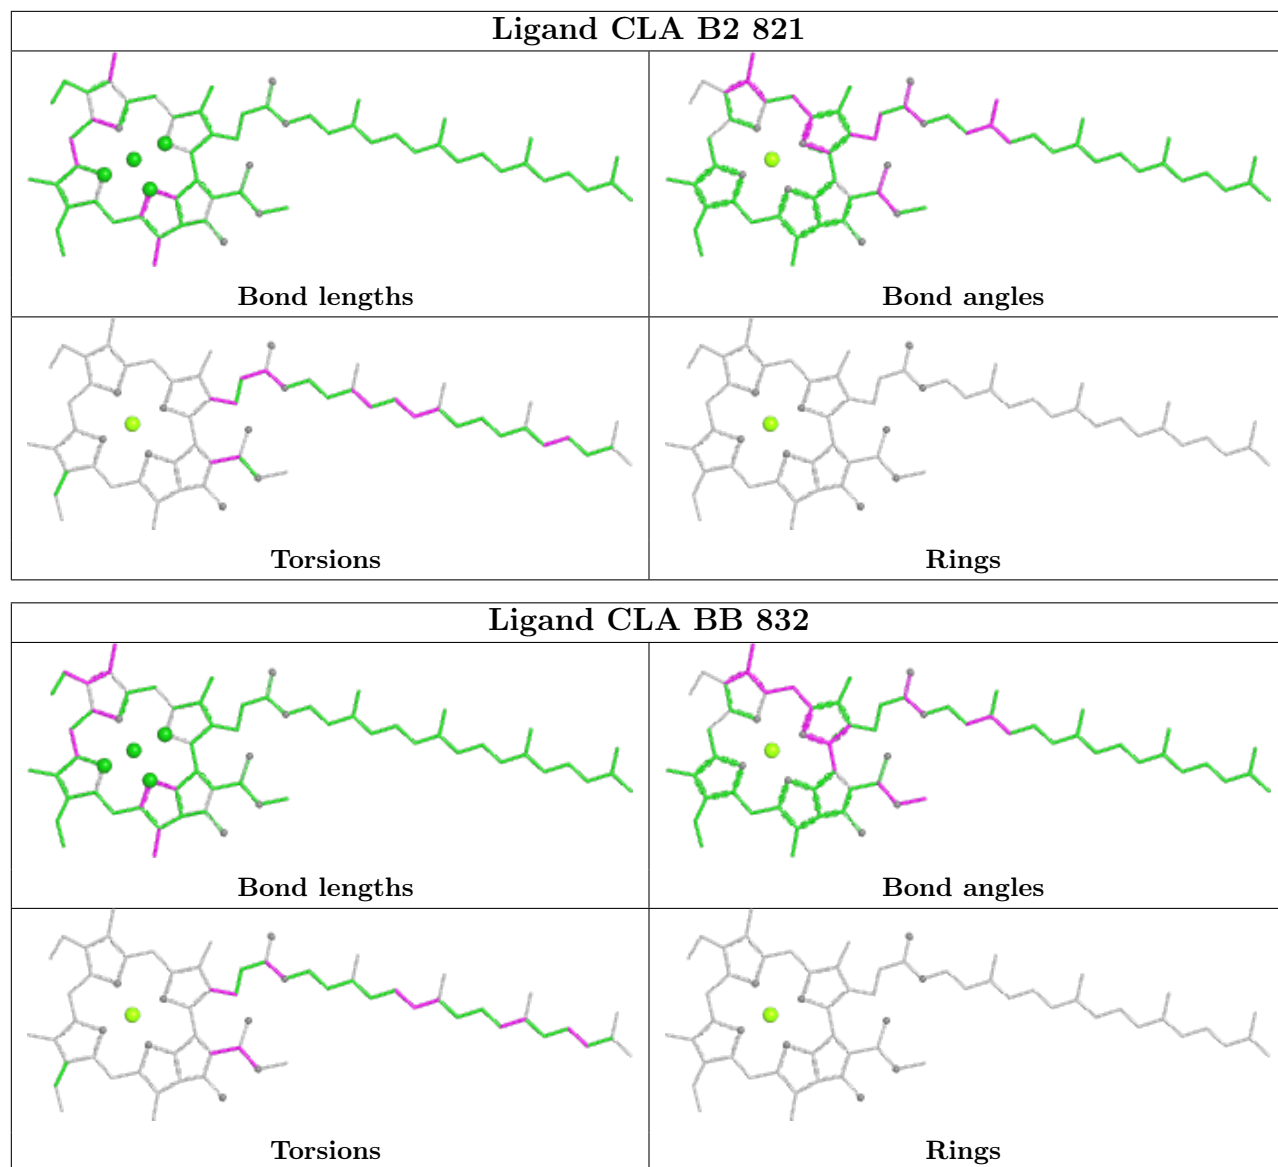 Ligand CLA B2 821
Bond lengths
Bond angles
Torsions
Rings
Ligand CLA BB 832
Bond lengths
Bond angles
Torsions
Rings